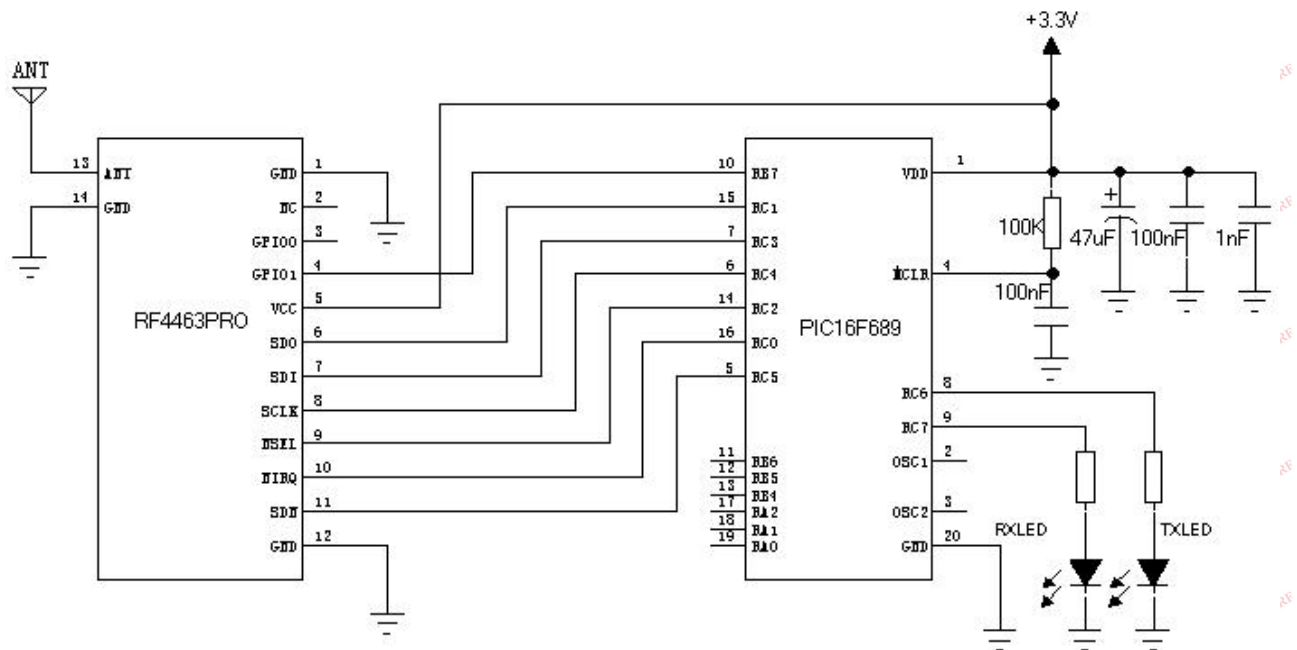 +3.3V
ANT
13 ANT
14 GND
GND 1
NC 2
GPIO0 3
GPIO1 4
VCC 5
SDO 6
SDI 7
SCLK 8
NSEL 9
NIRQ 10
SDN 11
GND 12
RF4463PRO
10 RB7
15 RC1
7 RC3
6 RC4
14 RC2
16 RC0
5 RC5
11 RB6
12 RB5
13 RB4
17 RA2
18 RA1
19 RA0
PIC16F689
VDD 1
MCLR 4
RC6 8
RC7 9
OSC1 2
OSC2 3
GND 20
100K
+
47uF 100nF 1nF
100nF
RXLED TXLED